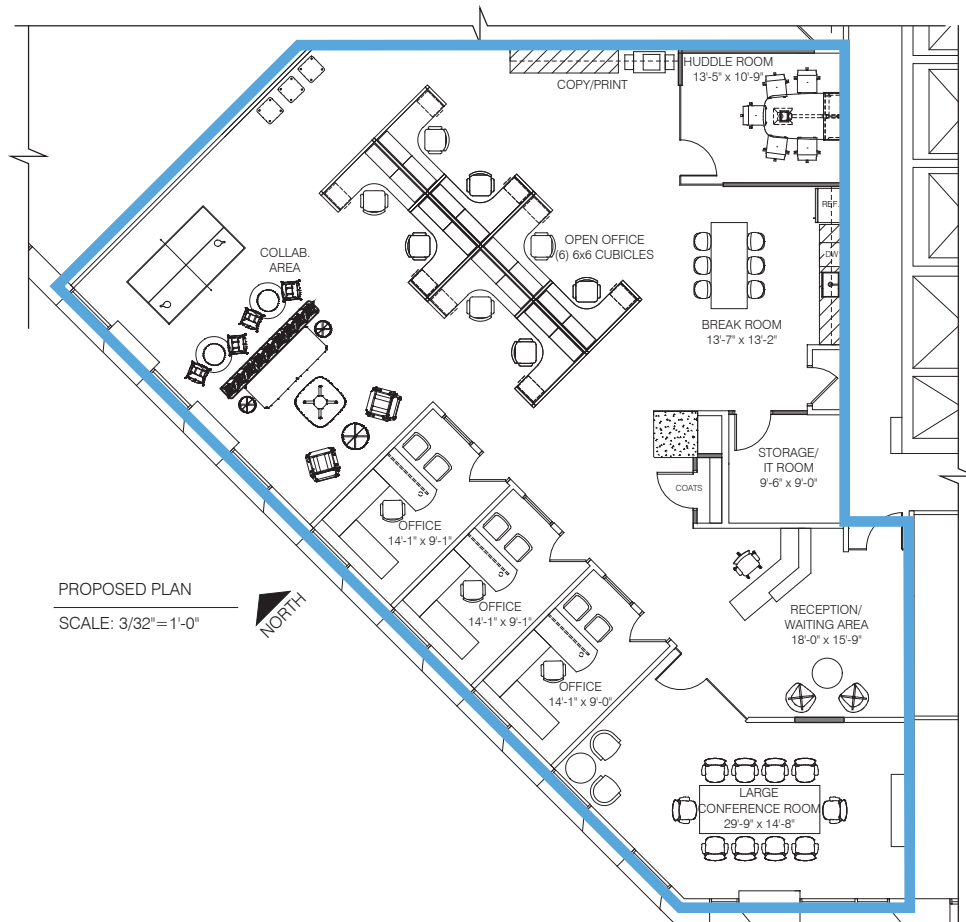 HUDDLE ROOM
13'-5" x 10'-9"
COPY/PRINT
REF.
OPEN OFFICE
(6) 6x6 CUBICLES
DW
COLLAB.
AREA
BREAK ROOM
13'-7" x 13'-2"
STORAGE/
IT ROOM
9'-6" x 9'-0"
COATS
OFFICE
14'-1" x 9'-1"
PROPOSED PLAN
SCALE: 3/32"=1'-0"
NORTH
OFFICE
14'-1" x 9'-1"
RECEPTION/
WAITING AREA
18'-0" x 15'-9"
OFFICE
14'-1" x 9'-0"
LARGE
CONFERENCE ROOM
29'-9" x 14'-8"